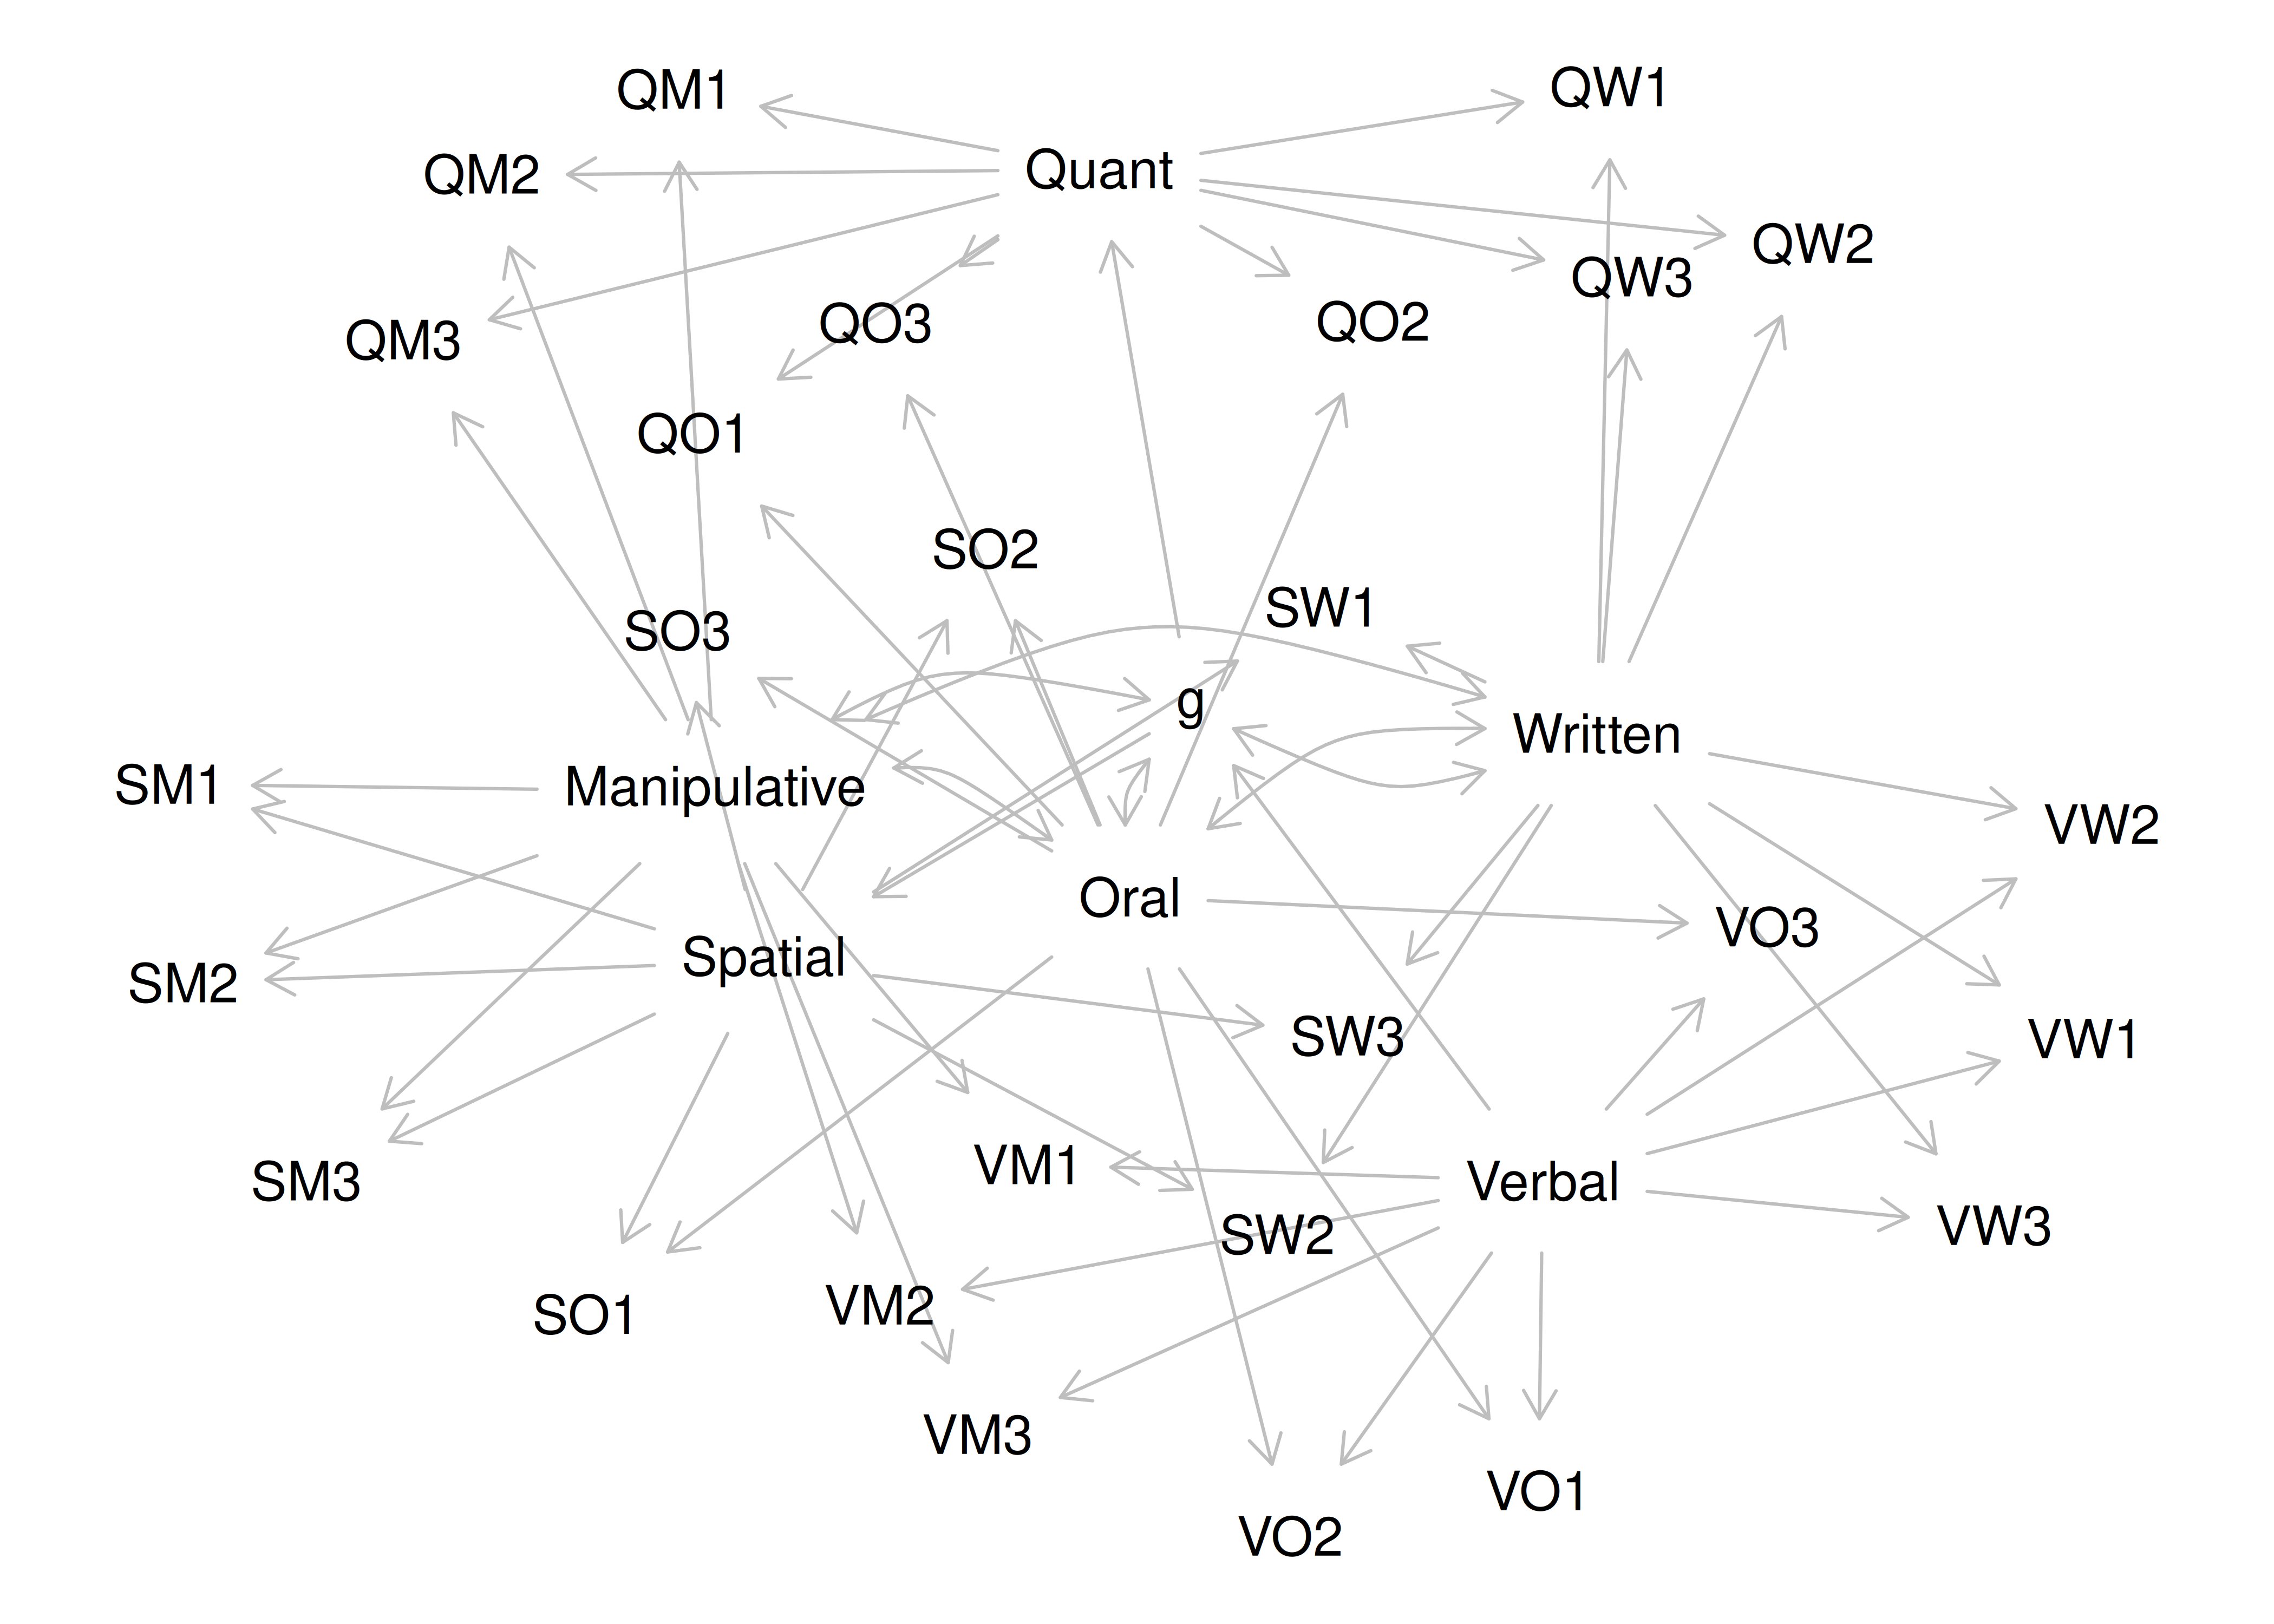 QM1
QW1
Quant
QM2
QW2
QW3
QO3
QO2
QM3
QO1
SO2
SW1
SO3
g
Written
SM1
Manipulative
VW2
Oral
VO3
Spatial
SM2
SW3
VW1
VM1
SM3
Verbal
SW2
VW3
VM2
SO1
VM3
VO1
VO2